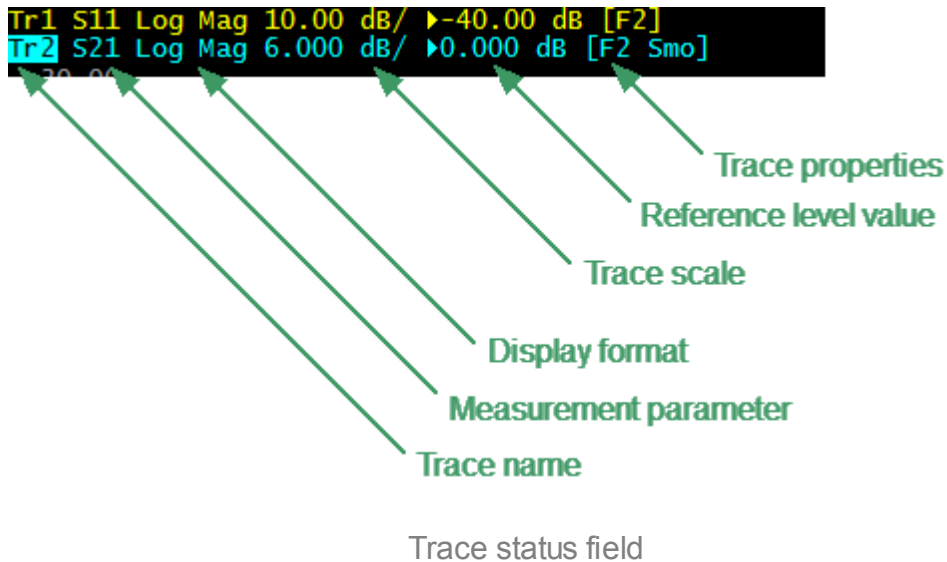 Tr1 S11 Log Mag 10.00 dB/ ▶-40.00 dB [F2]
Tr2 S21 Log Mag 6.000 dB/ ▶0.000 dB [F2 Smo]
Trace properties
Reference level value
Trace scale
Display format
Measurement parameter
Trace name
Trace status field